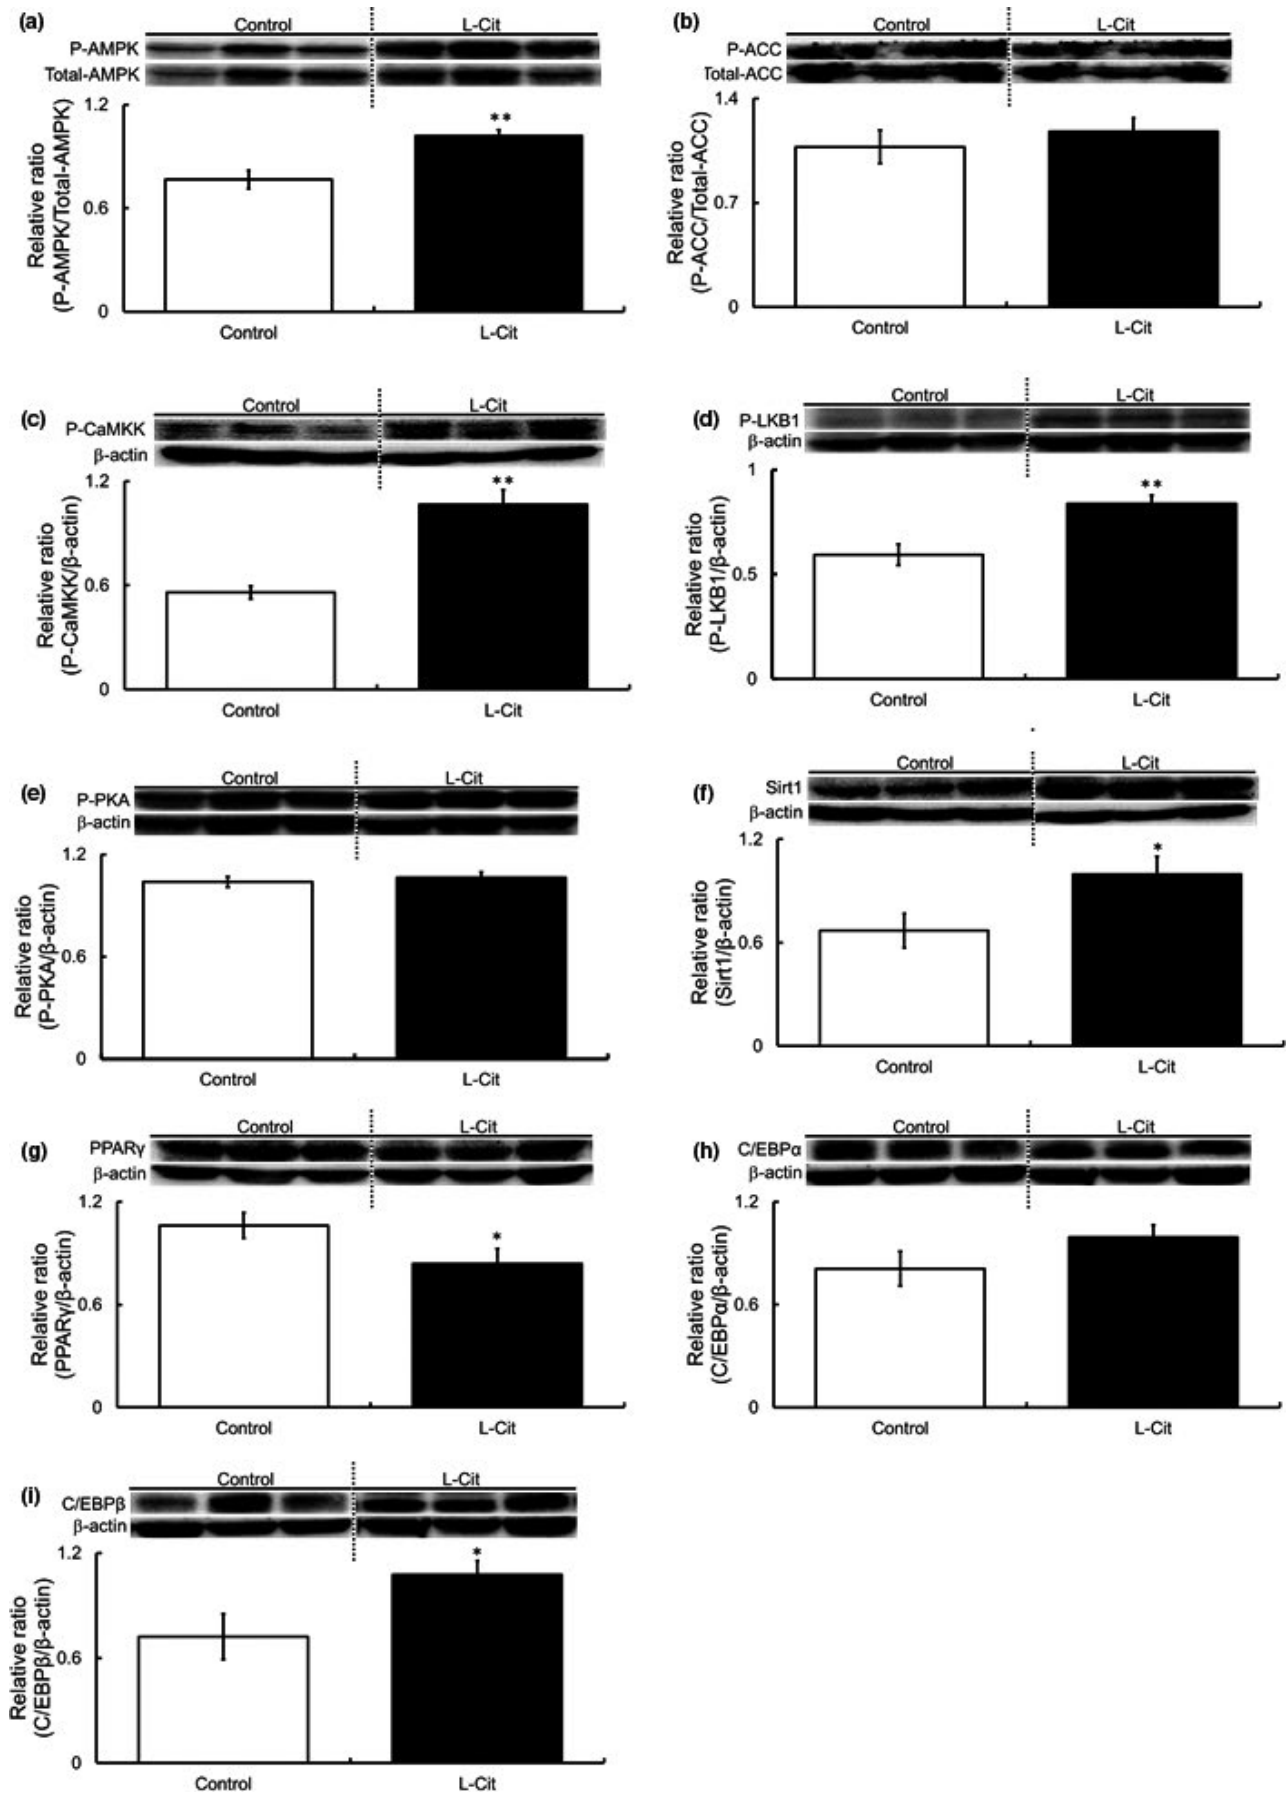 (a)
Control L-Cit
P-AMPK
Total-AMPK
1.2
**
0.6
0
Relative ratio
(P-AMPK/Total-AMPK)
Control L-Cit
(b)
Control L-Cit
P-ACC
Total-ACC
1.4
0.7
0
Relative ratio
(P-ACC/Total-ACC)
Control L-Cit
(c)
Control L-Cit
P-CaMKK
β-actin
1.2
**
0.6
0
Relative ratio
(P-CaMKK/β-actin)
Control L-Cit
(d)
Control L-Cit
P-LKB1
β-actin
1
**
0.5
0
Relative ratio
(P-LKB1/β-actin)
Control L-Cit
(e)
Control L-Cit
P-PKA
β-actin
1.2
0.6
0
Relative ratio
(P-PKA/β-actin)
Control L-Cit
(f)
Control L-Cit
Sirt1
β-actin
1.2
*
0.6
0
Relative ratio
(Sirt1/β-actin)
Control L-Cit
(g)
Control L-Cit
PPARγ
β-actin
1.2
*
0.6
0
Relative ratio
(PPARγ/β-actin)
Control L-Cit
(h)
Control L-Cit
C/EBPα
β-actin
1.2
0.6
0
Relative ratio
(C/EBPα/β-actin)
Control L-Cit
(i)
Control L-Cit
C/EBPβ
β-actin
1.2
*
0.6
0
Relative ratio
(C/EBPβ/β-actin)
Control L-Cit